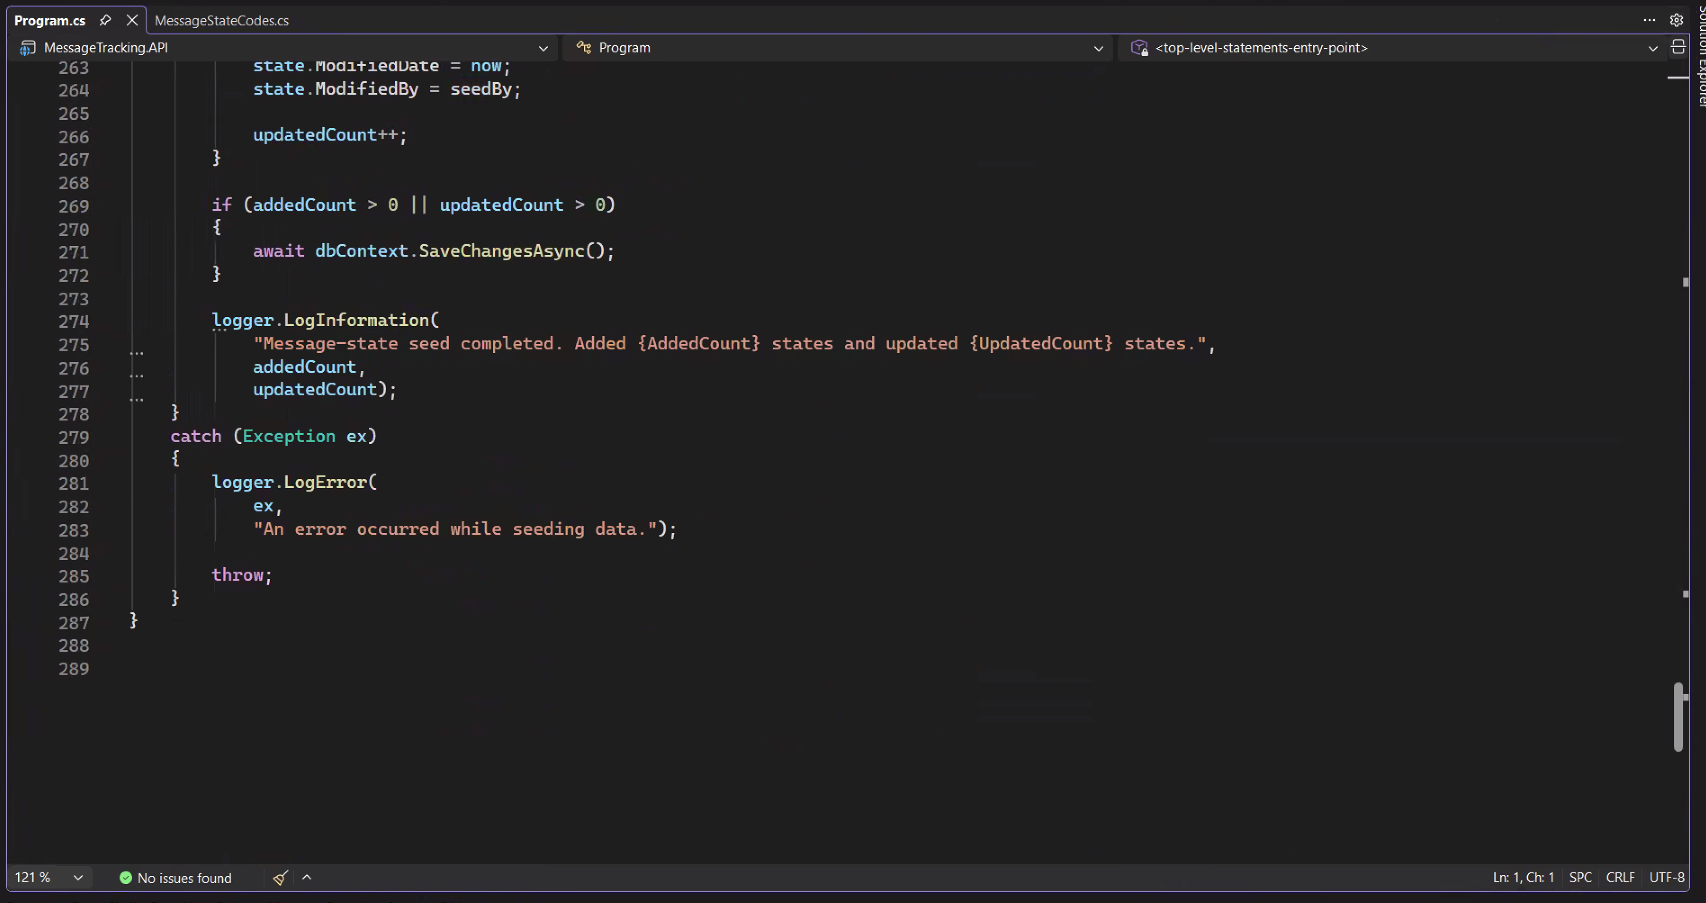 Program.cs
MessageStateCodes.cs
Solution Explorer
MessageTracking.API
Program
<top-level-statements-entry-point>
263 state.ModifiedDate = now;
264 state.ModifiedBy = seedBy;
265
266 updatedCount++;
267 }
268
269 if (addedCount > 0 || updatedCount > 0)
270 {
271 await dbContext.SaveChangesAsync();
272 }
273
274 logger.LogInformation(
275 "Message-state seed completed. Added {AddedCount} states and updated {UpdatedCount} states.",
276 addedCount,
277 updatedCount);
278 }
279 catch (Exception ex)
280 {
281 logger.LogError(
282 ex,
283 "An error occurred while seeding data.");
284
285 throw;
286 }
287 }
288
289
121 %
No issues found
Ln: 1, Ch: 1
SPC
CRLF
UTF-8